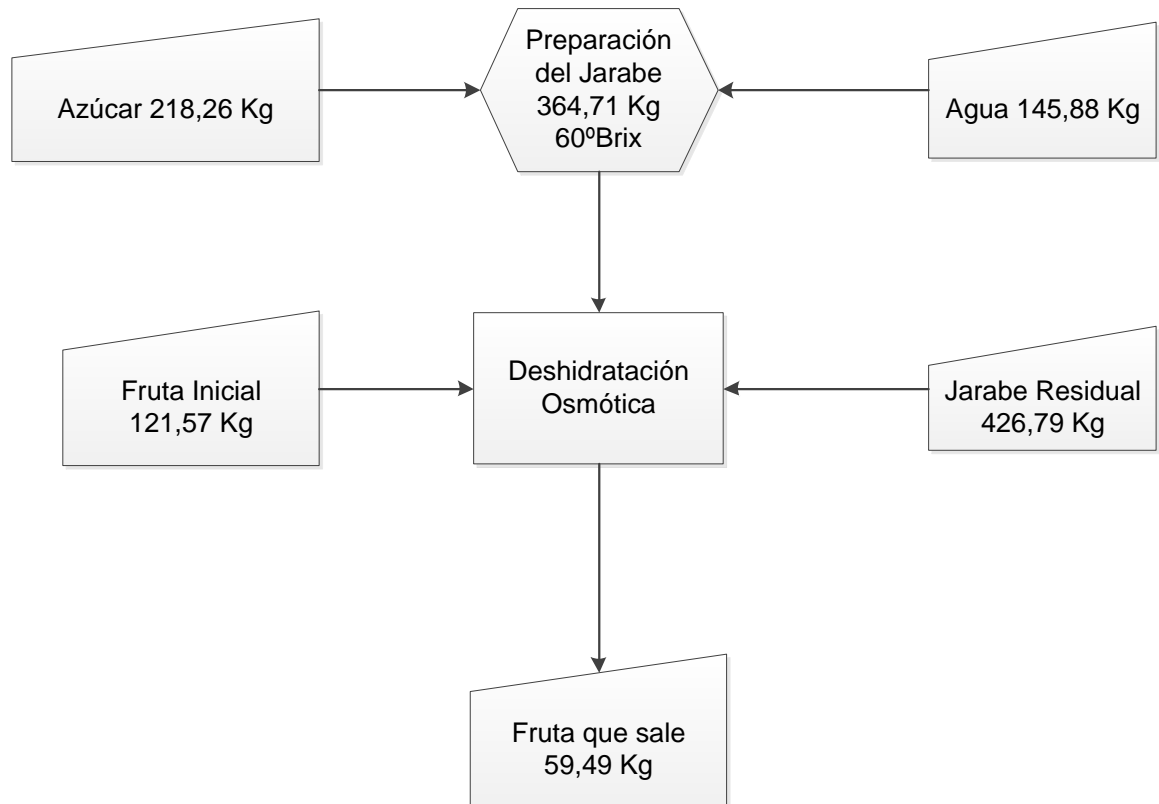 Azúcar 218,26 Kg
Preparación
del Jarabe
364,71 Kg
60ºBrix
Agua 145,88 Kg
Fruta Inicial
121,57 Kg
Deshidratación
Osmótica
Jarabe Residual
426,79 Kg
Fruta que sale
59,49 Kg